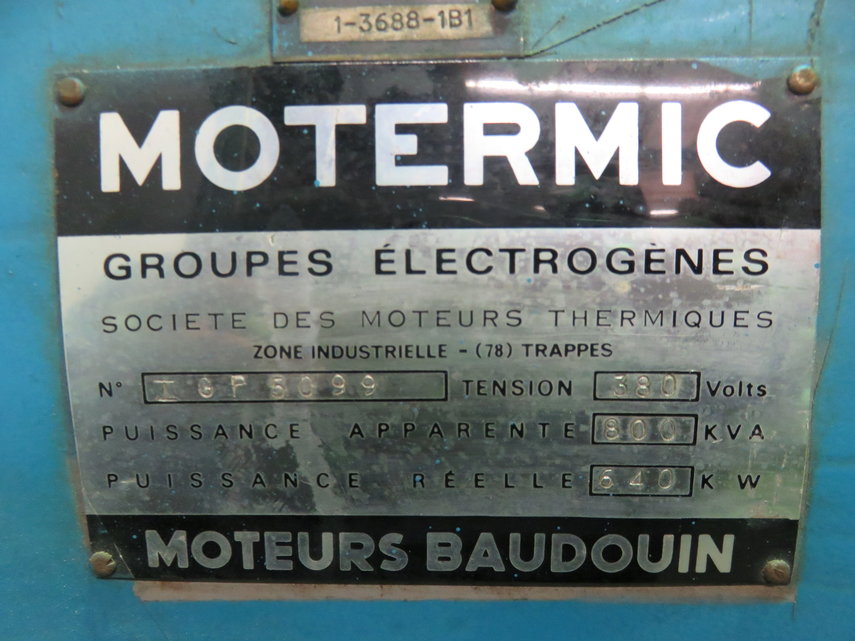 1-3688-1B1
MOTERMIC
GROUPES ÉLECTROGÈNES
SOCIETE DES MOTEURS THERMIQUES
ZONE INDUSTRIELLE - (78) TRAPPES
N° I GP 5099 TENSION 380 Volts
PUISSANCE APPARENTE 800 KVA
PUISSANCE RÉELLE 640 KW
MOTEURS BAUDOUIN